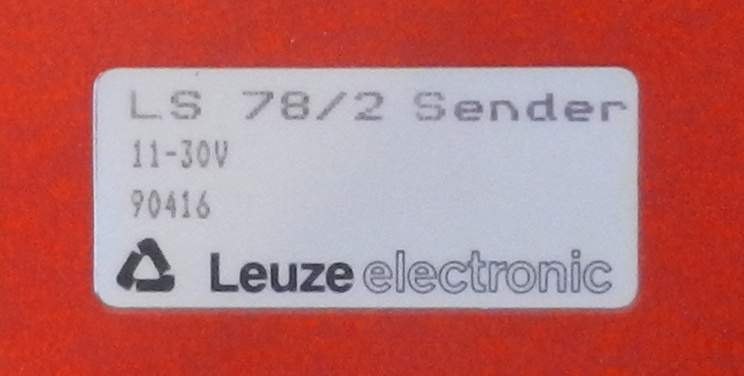 LS 78/2 Sender
11-30V
90416
Leuze electronic